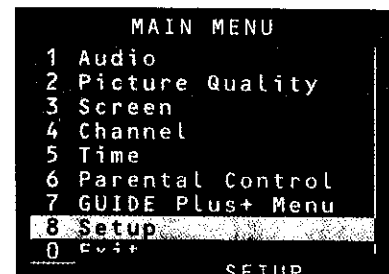 MAIN MENU
1 Audio
2 Picture Quality
3 Screen
4 Channel
5 Time
6 Parental Control
7 GUIDE Plus+ Menu
8 Setup
0 Exit
SETUP